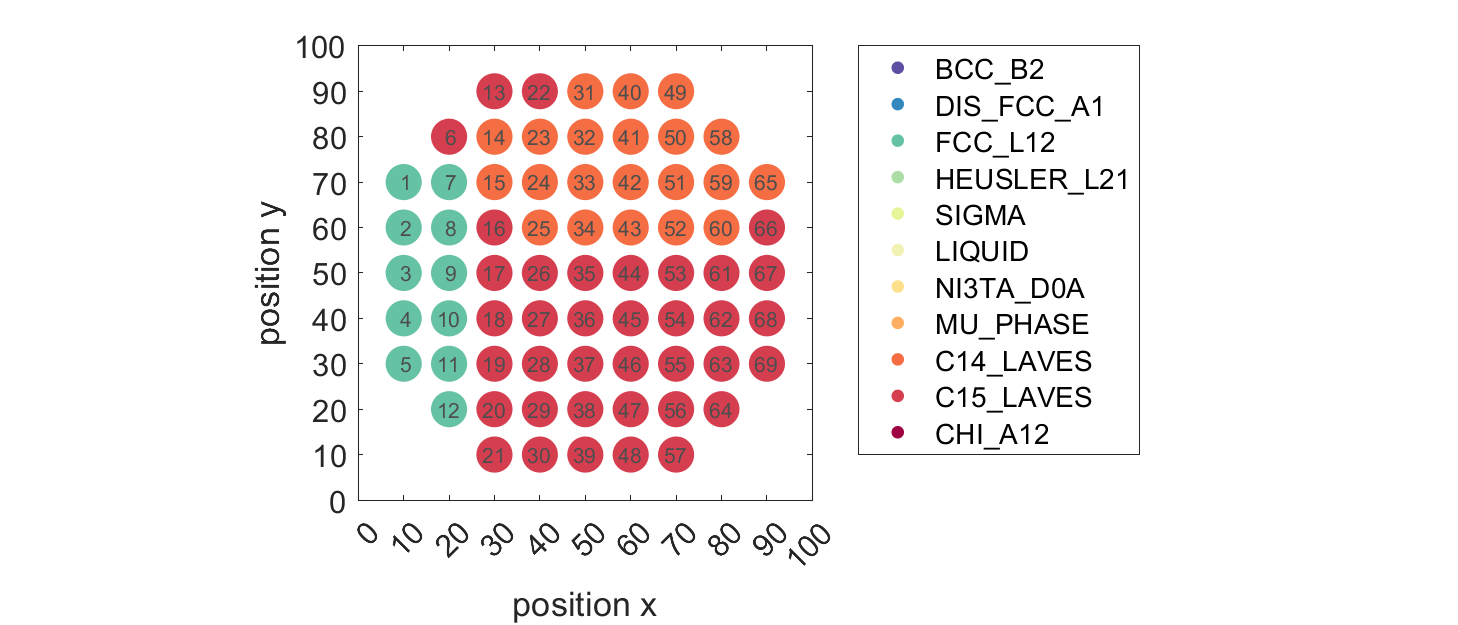 100
90
80
70
60
50
40
30
20
10
0
position y
13 22 31 40 49
6 14 23 32 41 50 58
1 7 15 24 33 42 51 59 65
2 8 16 25 34 43 52 60 66
3 9 17 26 35 44 53 61 67
4 10 18 27 36 45 54 62 68
5 11 19 28 37 46 55 63 69
12 20 29 38 47 56 64
21 30 39 48 57
0 10 20 30 40 50 60 70 80 90 100
position x
BCC_B2
DIS_FCC_A1
FCC_L12
HEUSLER_L21
SIGMA
LIQUID
NI3TA_D0A
MU_PHASE
C14_LAVES
C15_LAVES
CHI_A12